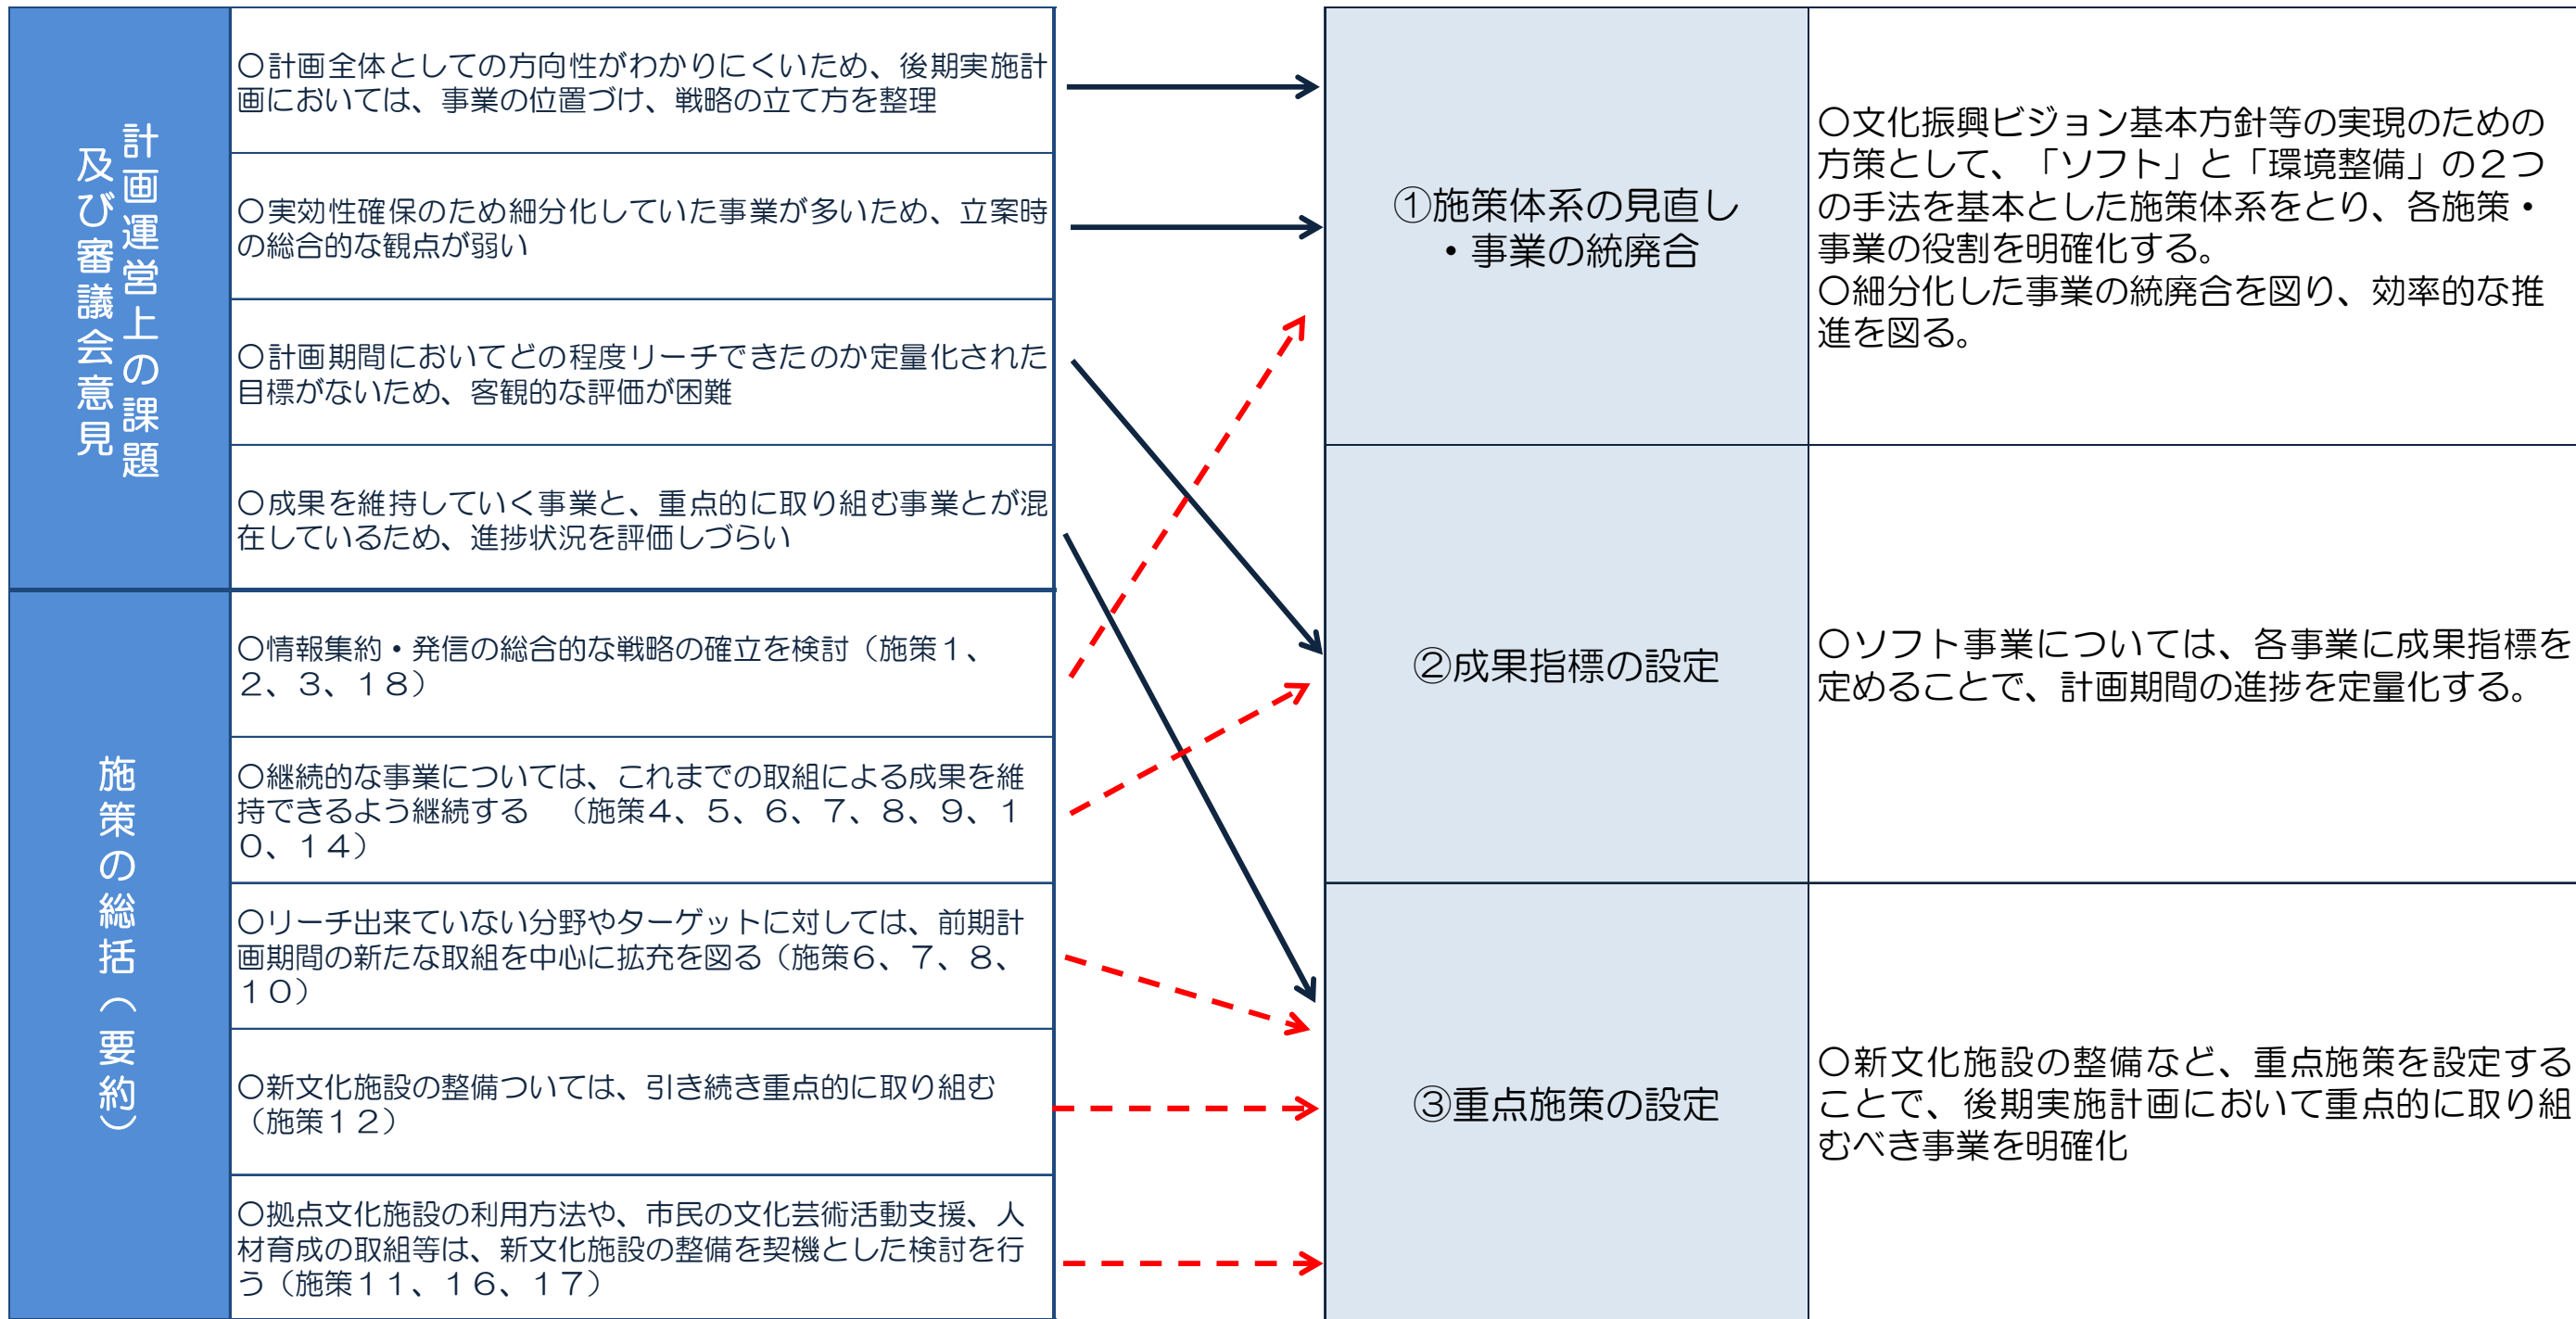 計画運営上の課題
及び審議会意見
〇計画全体としての方向性がわかりにくいため、後期実施計
画においては、事業の位置づけ、戦略の立て方を整理
〇実効性確保のため細分化していた事業が多いため、立案時
の総合的な観点が弱い
〇計画期間においてどの程度リーチできたのか定量化された
目標がないため、客観的な評価が困難
〇成果を維持していく事業と、重点的に取り組む事業とが混
在しているため、進捗状況を評価しづらい
施策の総括（要約）
〇情報集約・発信の総合的な戦略の確立を検討（施策１、
２、３、１８）
〇継続的な事業については、これまでの取組による成果を維
持できるよう継続する　（施策４、５、６、７、８、９、１
０、１４）
〇リーチ出来ていない分野やターゲットに対しては、前期計
画期間の新たな取組を中心に拡充を図る（施策６、７、８、
１０）
〇新文化施設の整備ついては、引き続き重点的に取り組む
（施策１２）
〇拠点文化施設の利用方法や、市民の文化芸術活動支援、人
材育成の取組等は、新文化施設の整備を契機とした検討を行
う（施策１１、１６、１７）
①施策体系の見直し
・事業の統廃合
〇文化振興ビジョン基本方針等の実現のための
方策として、「ソフト」と「環境整備」の２つ
の手法を基本とした施策体系をとり、各施策・
事業の役割を明確化する。
〇細分化した事業の統廃合を図り、効率的な推
進を図る。
②成果指標の設定
〇ソフト事業については、各事業に成果指標を
定めることで、計画期間の進捗を定量化する。
③重点施策の設定
〇新文化施設の整備など、重点施策を設定する
ことで、後期実施計画において重点的に取り組
むべき事業を明確化